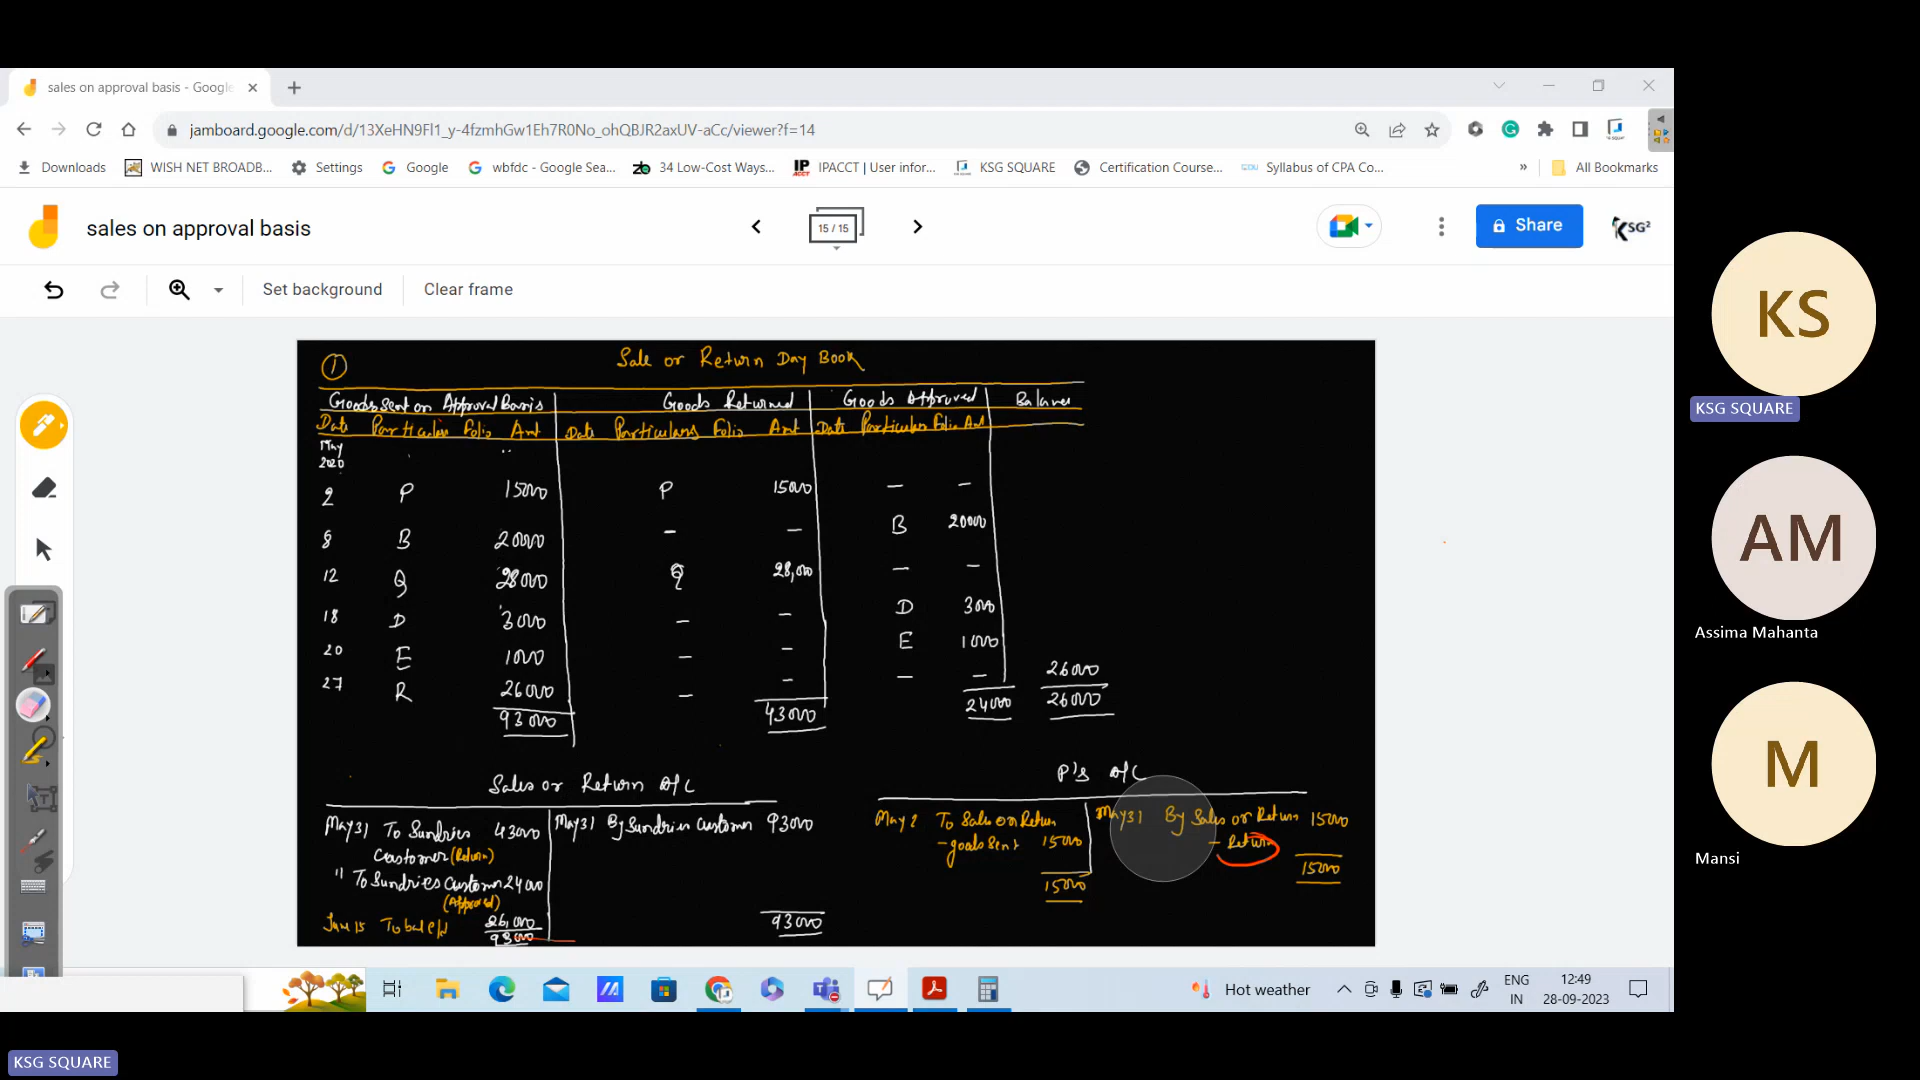 sales on approval basis - Google
jamboard.google.com/d/13XeHN9Fl1_y-4fzmhGw1Eh7R0No_ohQBJR2axUV-aCc/viewer?f=14
Downloads WISH NET BROADB... Settings Google wbfdc - Google Sea... 34 Low-Cost Ways... IPACCT | User infor... KSG SQUARE Certification Course... Syllabus of CPA Co... » All Bookmarks
sales on approval basis 15 / 15 Share KSG²
Set background Clear frame
① Sale or Return Day Book
Goods Sent on Approval Basis Goods Returned Goods Approved Balance
Date Particulars Folio Amt Date Particulars Folio Amt Date Particulars Folio Amt
May
2020
2 P 15000 P 15000 — —
8 B 20000 – – B 20000
12 Q 28000 Q 28,000 — –
18 D 3000 – – D 3000
20 E 1000 – – E 1000
27 R 26000 – – – – 26000
93000 43000 24000 26000
Sales or Return A/C
May 31 To Sundries 43000 May 31 By Sundries Customer 93000
Customer (Return)
" To Sundries Customer 24000
(Approved)
To bal c/d 26,000
93000 93000
P's A/C
May 2 To Sales or Return May 31 By Sales or Return 15000
- goods sent 15000 - Return
15000 15000
KS
KSG SQUARE
AM
Assima Mahanta
M
Mansi
Hot weather ENG IN 12:49 28-09-2023
KSG SQUARE